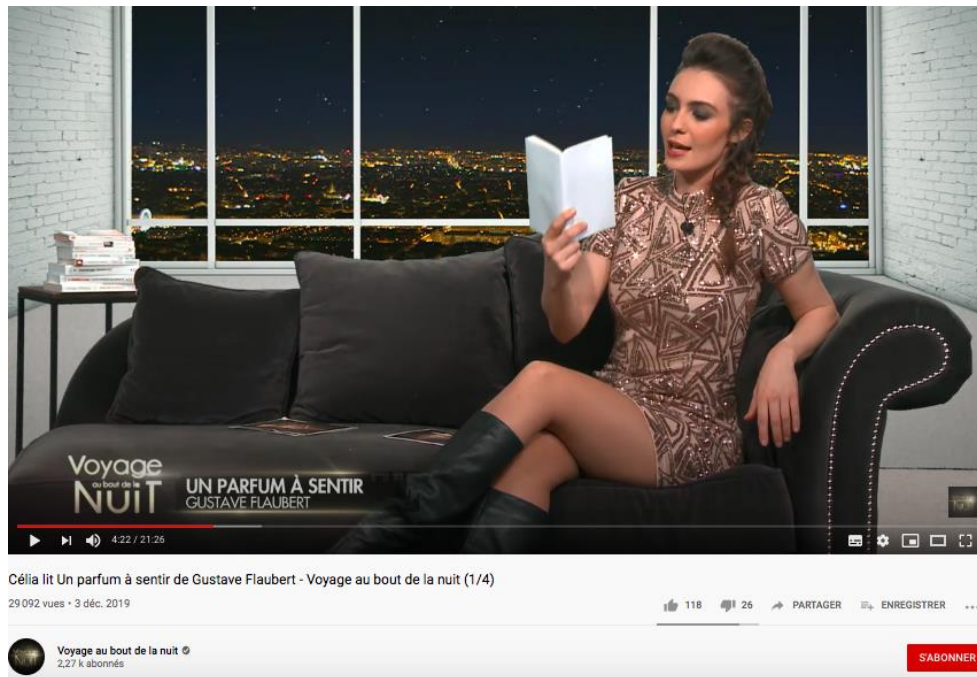 Voyage
au bout de la
NUIT
UN PARFUM À SENTIR
GUSTAVE FLAUBERT
4:22 / 21:26
Célia lit Un parfum à sentir de Gustave Flaubert - Voyage au bout de la nuit (1/4)
29 092 vues • 3 déc. 2019
118 26 PARTAGER ENREGISTRER ...
Voyage au bout de la nuit
2,27 k abonnés
S'ABONNER